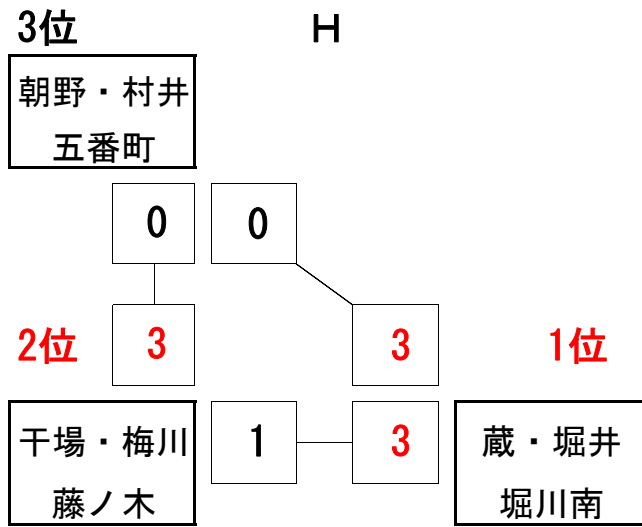 3位 H
朝野・村井
五番町
0 0
2位 3 3 1位
干場・梅川 1 3 蔵・堀井
藤ノ木 堀川南